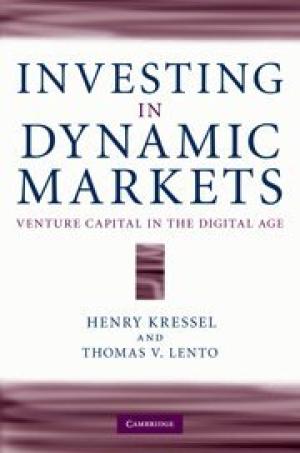 INVESTING
IN
DYNAMIC
MARKETS
VENTURE CAPITAL IN THE DIGITAL AGE
HENRY KRESSEL
AND
THOMAS V. LENTO
CAMBRIDGE